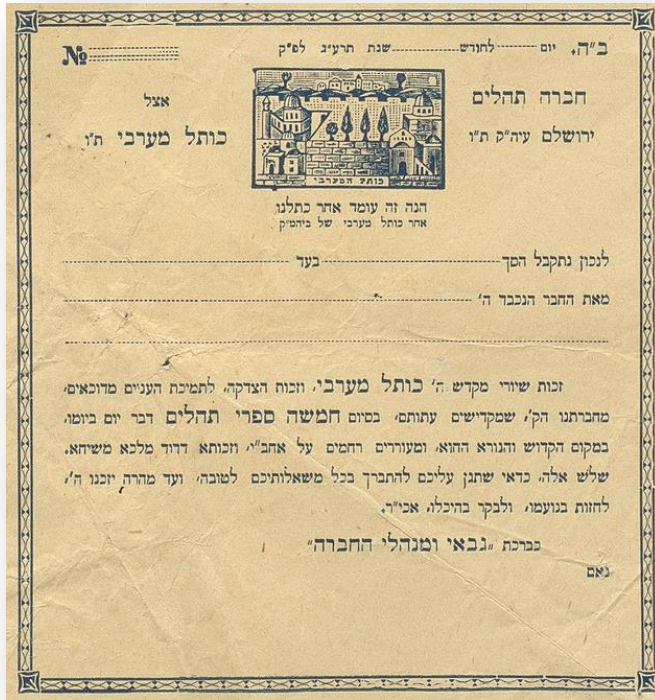 ב"ה. יום ........ לחודש ............ שנת תרע״ג לפ״ק
№ ............
חברה תהלים
ירושלם עיה"ק ת"ו
אצל
כותל מערבי ת"ו
כותל המערבי
הנה זה עומד אחר כתלנו
אחר כותל מערבי של ביהמ"ק
לנכון נתקבל הסך ............ בעד ............
מאת החבר הנכבד ה' ............
זכות שיורי מקדש ה' כותל מערבי, וזכות הצדקה, לתמיכת העניים מדוכאים,
מחברתנו הק', שמקדישים עתותם, בסיום חמשה ספרי תהלים דבר יום ביומו,
במקום הקדוש והנורא ההוא, ומעוררים רחמים על אחב"י, וזכותא דדוד מלכא משיחא.
שלש אלה, כדאי שתגן עליכם להתברך בכל משאלותיכם לטובה, ועד מהרה יזכנו ה',
לחזות בנועמו, ולבקר בהיכלו, אכי"ר.
בברכת "גבאי ומנהלי החברה"
נאם